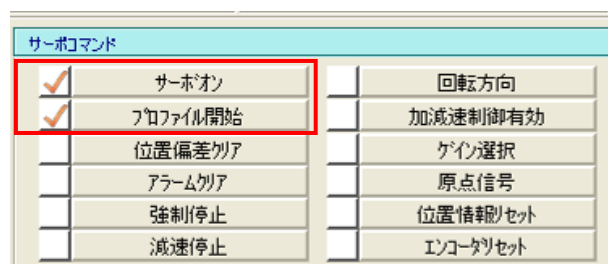 サーボコマンド
サーボオン
回転方向
プロファイル開始
加減速制御有効
位置偏差クリア
ゲイン選択
アラームクリア
原点信号
強制停止
位置情報リセット
減速停止
エンコーダリセット